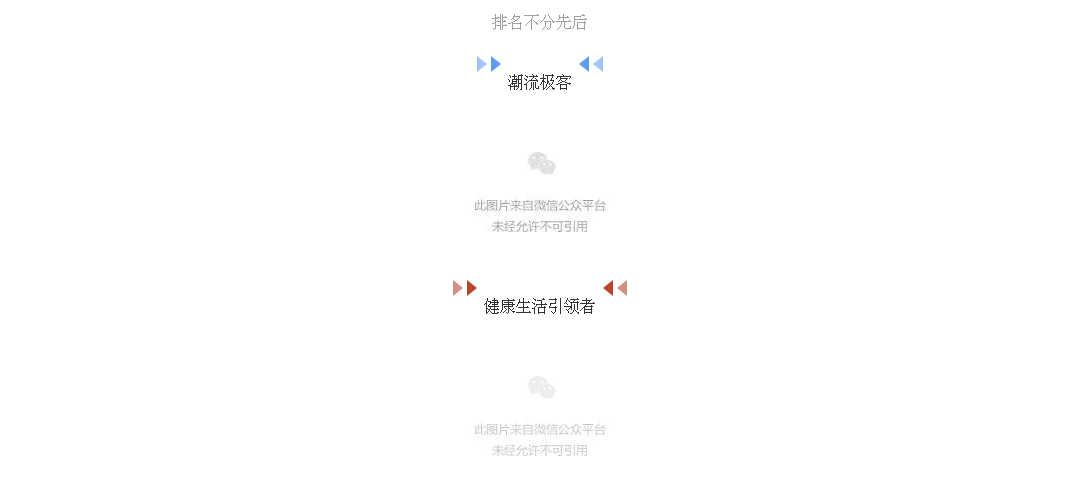 排名不分先后
潮流极客
此图片来自微信公众平台
未经允许不可引用
健康生活引领者
此图片来自微信公众平台
未经允许不可引用